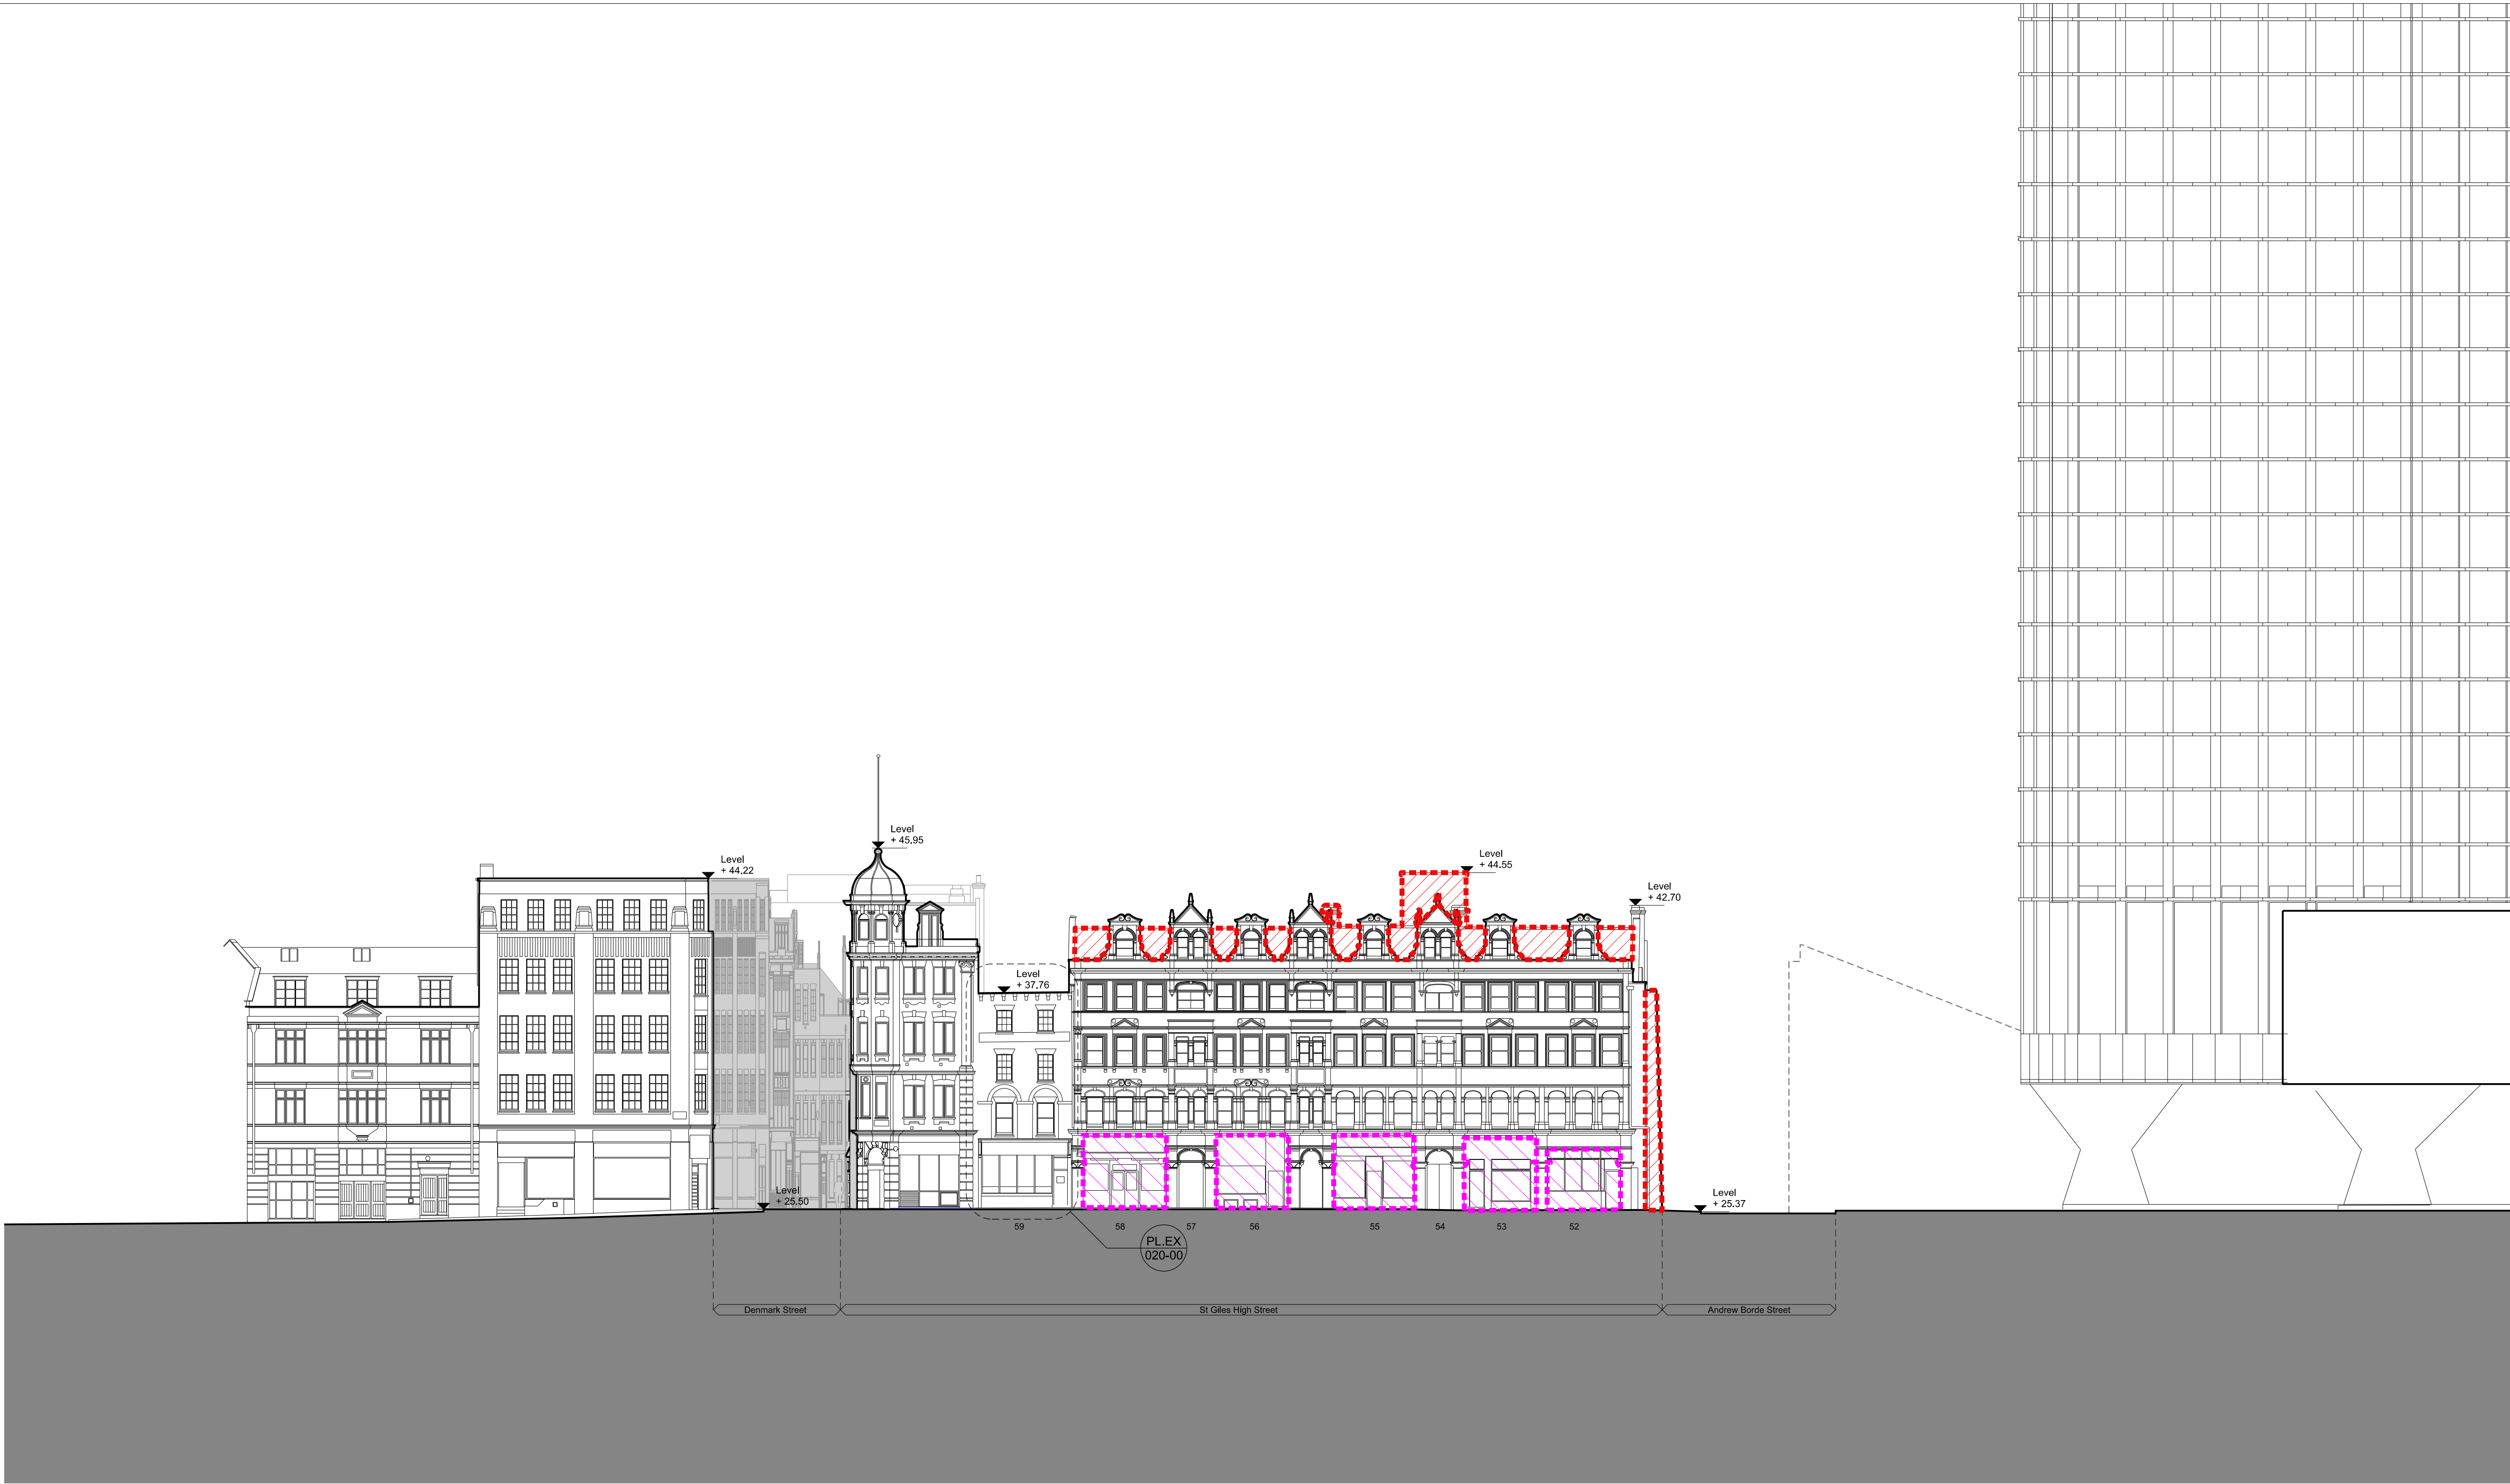 Level
+ 45.95
Level
+ 44.22
Level
+ 44.55
Level
+ 42.70
Level
+ 37.76
Level
+ 25.50
Level
+ 25.37
59
58
57
56
55
54
53
52
PL.EX
020-00
Denmark Street
St Giles High Street
Andrew Borde Street